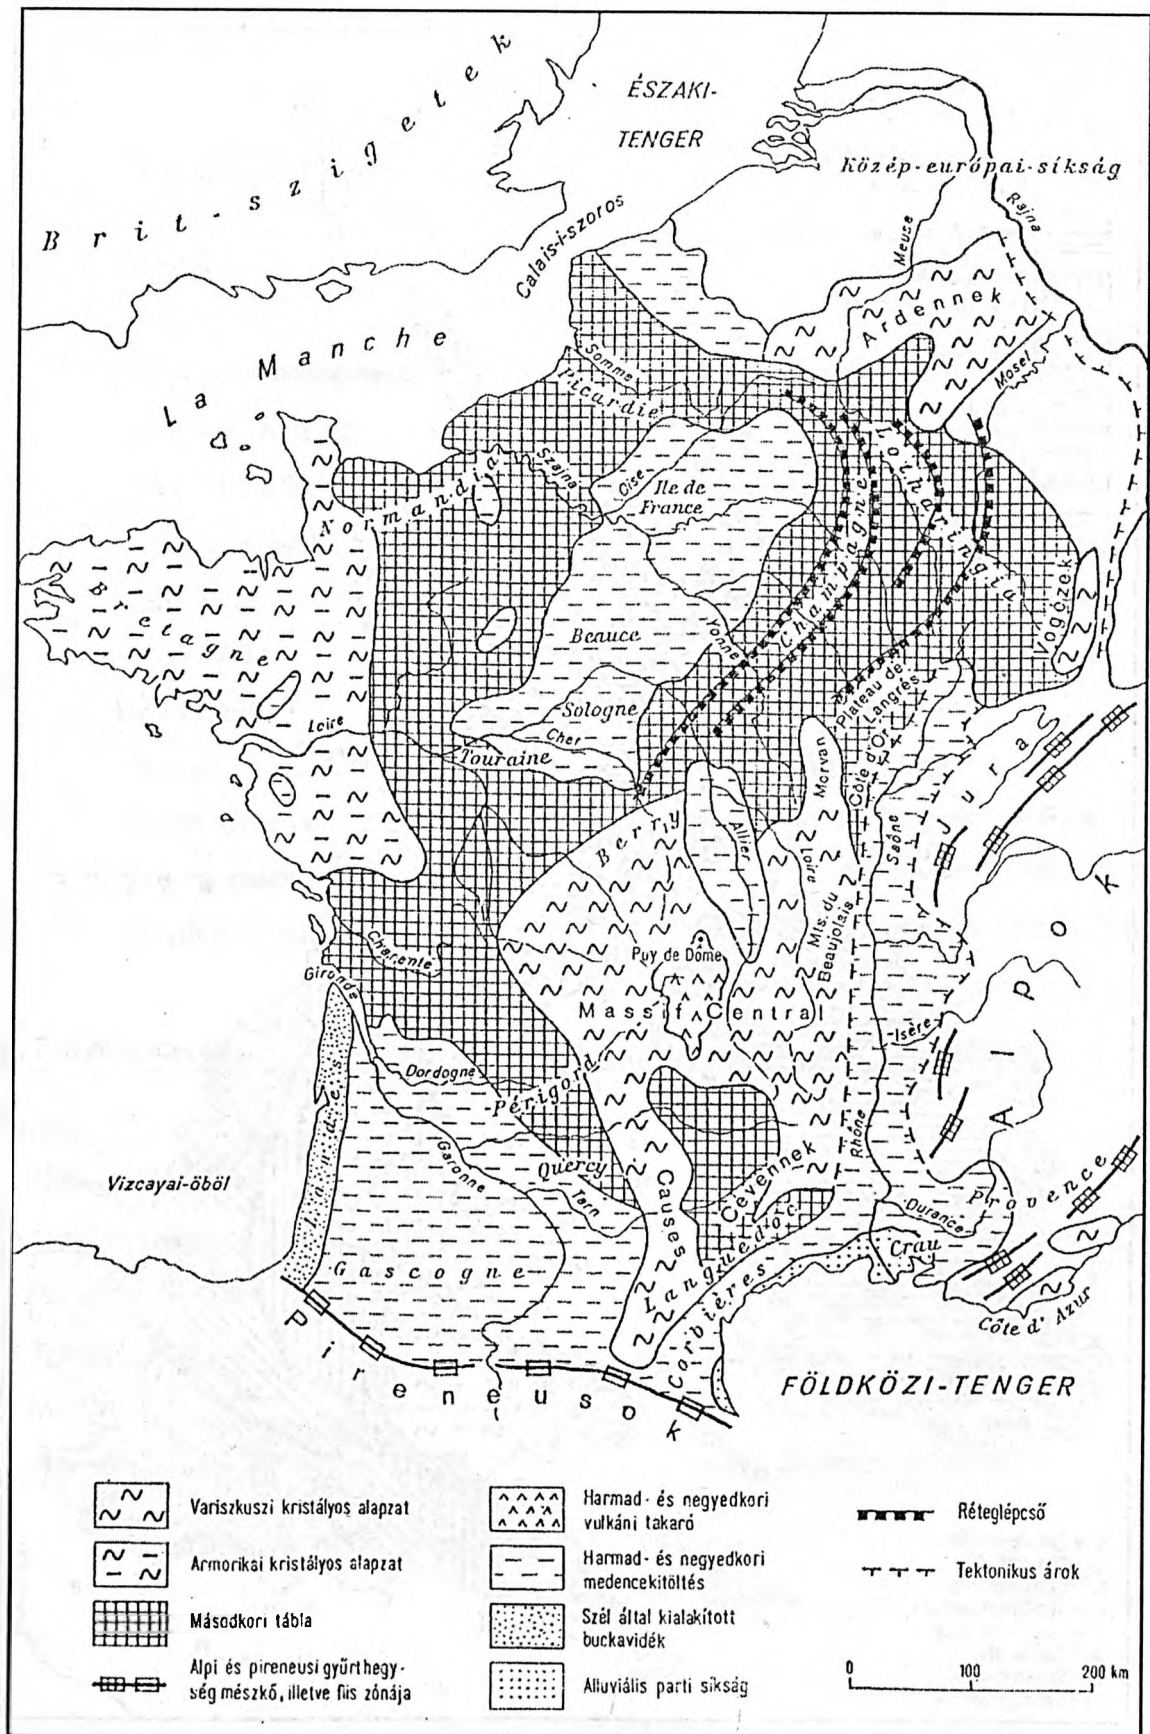 Brit-szigetek
ÉSZAKI-
TENGER
Közép-európai-síkság
Rajna
Meuse
Calais-i-szoros
La Manche
Ardennek
Mosel
Somme
Picardie
Lotharingia
Szajna
Oise
Normandia
Ile de
France
Champagne
Bretagne
Vogézek
Beauce
Yonne
Plateau de
Langres
Loire
Sologne
Cher
Touraine
Côte d'Or
Morvan
Jura
Berry
Allier
Loire
Saône
Mts. du
Beaujolais
Charente
Puy de Dôme
Gironde
Massif Central
Alpok
Isère
Dordogne
Périgord
Rhône
landes
Garonne
Quercy
Tarn
Causses
Cévennek
Provence
Durance
Crau
Vizcayai-öböl
Languedoc
Gascogne
Corbières
Côte d'Azur
Pireneusok
FÖLDKÖZI-TENGER
Variszkuszi kristályos alapzat
Armorikai kristályos alapzat
Másodkori tábla
Alpi és pireneusi gyűrthegy-
ség mészkő, illetve flis zónája
Harmad- és negyedkori
vulkáni takaró
Harmad- és negyedkori
medencekitöltés
Szél által kialakított
buckavidék
Alluviális parti síkság
Réteglépcső
Tektonikus árok
0 100 200 km